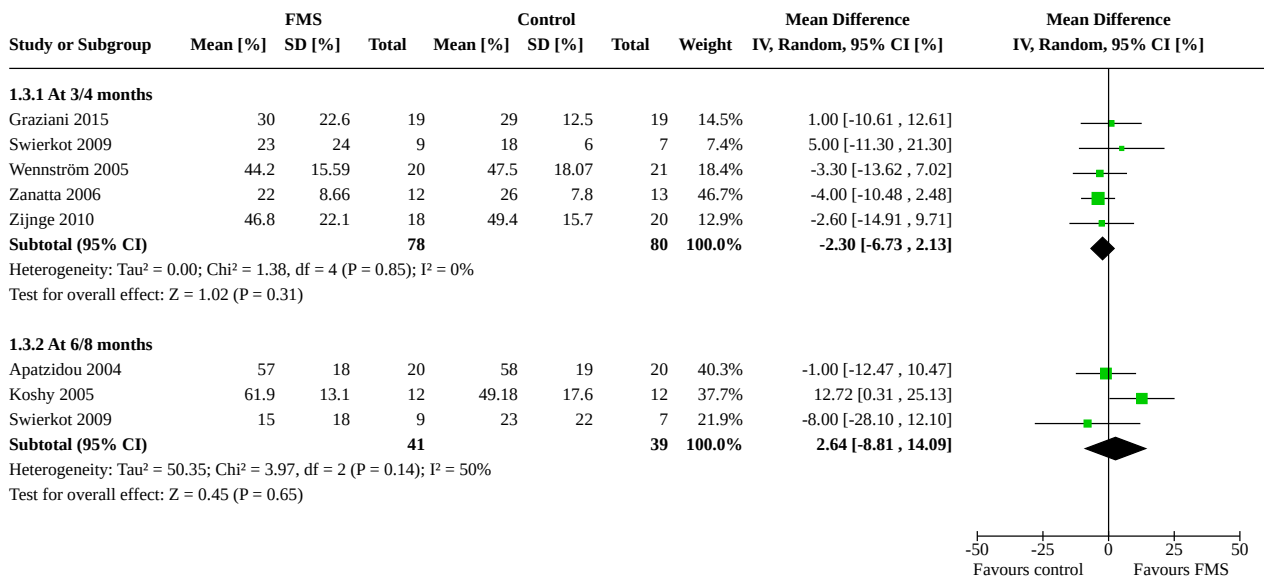 FMS Control Mean Difference Mean Difference
Study or Subgroup Mean [%] SD [%] Total Mean [%] SD [%] Total Weight IV, Random, 95% CI [%] IV, Random, 95% CI [%]
1.3.1 At 3/4 months
Graziani 2015 30 22.6 19 29 12.5 19 14.5% 1.00 [-10.61 , 12.61]
Swierkot 2009 23 24 9 18 6 7 7.4% 5.00 [-11.30 , 21.30]
Wennström 2005 44.2 15.59 20 47.5 18.07 21 18.4% -3.30 [-13.62 , 7.02]
Zanatta 2006 22 8.66 12 26 7.8 13 46.7% -4.00 [-10.48 , 2.48]
Zijnge 2010 46.8 22.1 18 49.4 15.7 20 12.9% -2.60 [-14.91 , 9.71]
Subtotal (95% CI) 78 80 100.0% -2.30 [-6.73 , 2.13]
Heterogeneity: Tau² = 0.00; Chi² = 1.38, df = 4 (P = 0.85); I² = 0%
Test for overall effect: Z = 1.02 (P = 0.31)
1.3.2 At 6/8 months
Apatzidou 2004 57 18 20 58 19 20 40.3% -1.00 [-12.47 , 10.47]
Koshy 2005 61.9 13.1 12 49.18 17.6 12 37.7% 12.72 [0.31 , 25.13]
Swierkot 2009 15 18 9 23 22 7 21.9% -8.00 [-28.10 , 12.10]
Subtotal (95% CI) 41 39 100.0% 2.64 [-8.81 , 14.09]
Heterogeneity: Tau² = 50.35; Chi² = 3.97, df = 2 (P = 0.14); I² = 50%
Test for overall effect: Z = 0.45 (P = 0.65)
-50 -25 0 25 50
Favours control Favours FMS